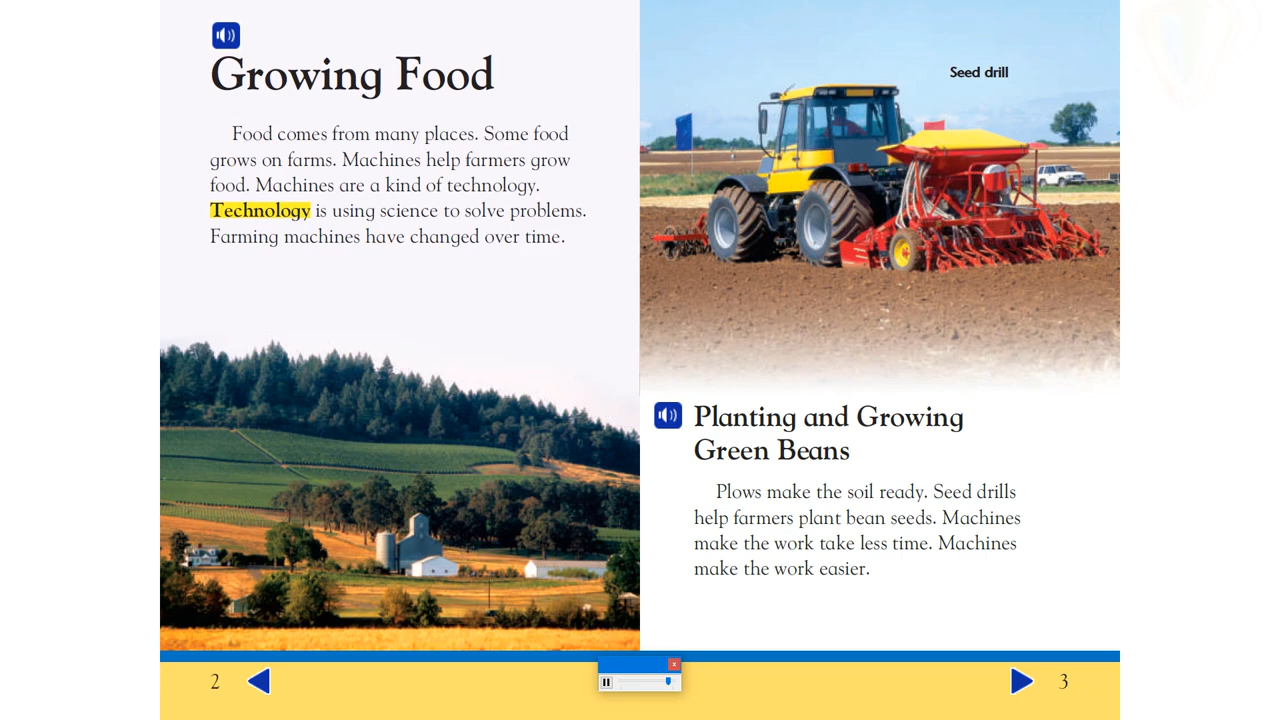 Growing Food
Food comes from many places. Some food
grows on farms. Machines help farmers grow
food. Machines are a kind of technology.
Technology is using science to solve problems.
Farming machines have changed over time.
Seed drill
Planting and Growing
Green Beans
Plows make the soil ready. Seed drills
help farmers plant bean seeds. Machines
make the work take less time. Machines
make the work easier.
2
x
3